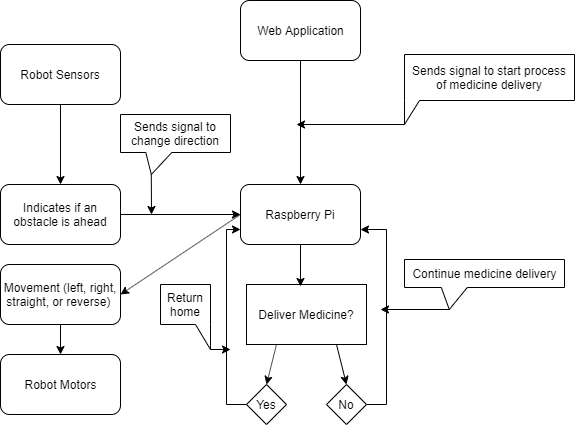 Web Application
Robot Sensors
Sends signal to start process
of medicine delivery
Sends signal to
change direction
Indicates if an
obstacle is ahead
Raspberry Pi
Movement (left, right,
straight, or reverse)
Return
home
Continue medicine delivery
Deliver Medicine?
Robot Motors
Yes
No